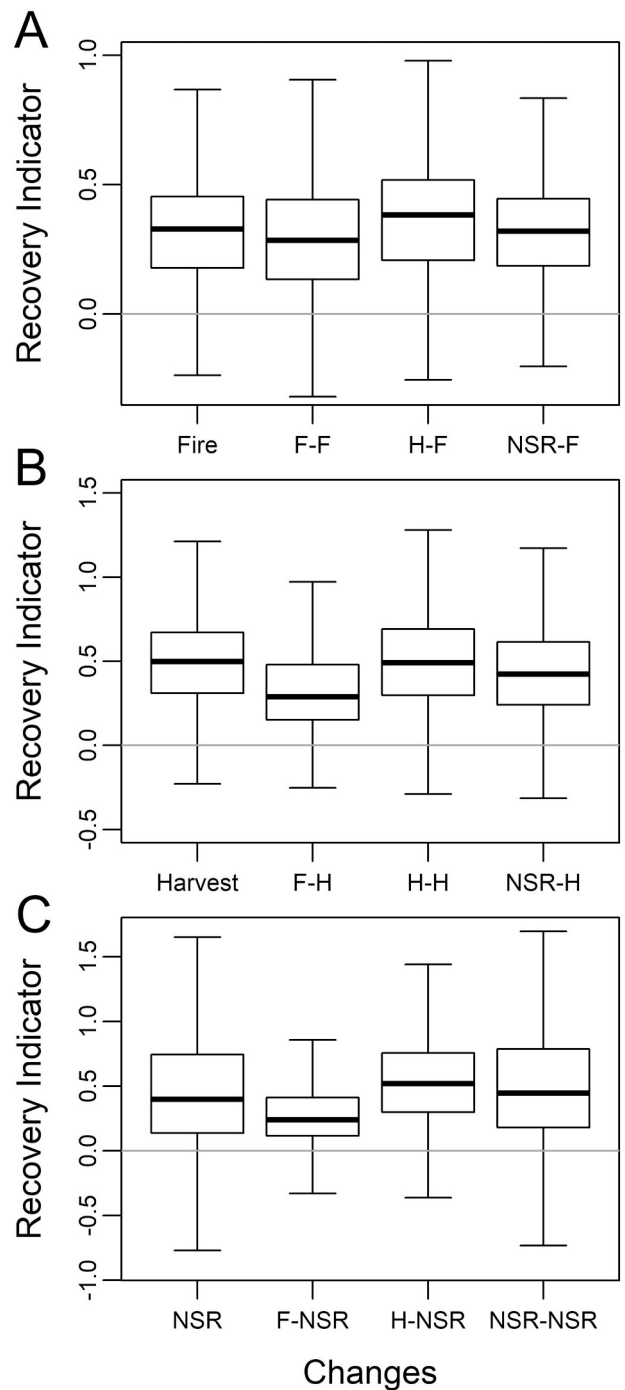 A
Recovery Indicator
1.0
0.5
0.0
Fire F-F H-F NSR-F
B
Recovery Indicator
1.5
1.0
0.5
0.0
-0.5
Harvest F-H H-H NSR-H
C
Recovery Indicator
1.5
1.0
0.5
0.0
-0.5
-1.0
NSR F-NSR H-NSR NSR-NSR
Changes